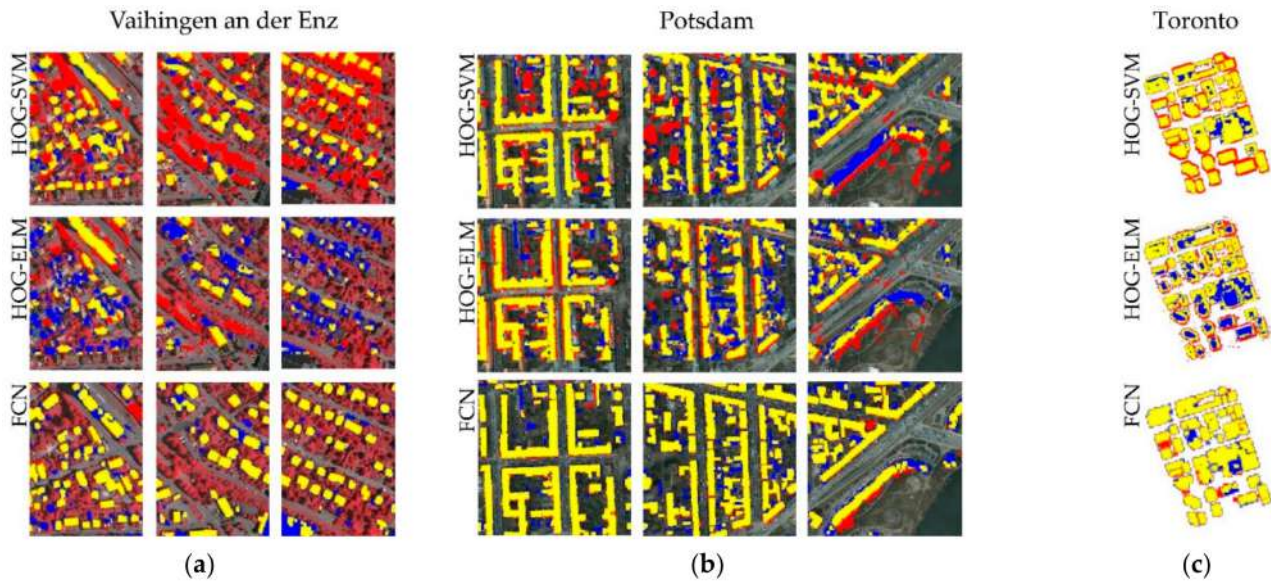 Vaihingen an der Enz
Potsdam
Toronto
HOG-SVM
HOG-SVM
HOG-SVM
HOG-ELM
HOG-ELM
HOG-ELM
FCN
FCN
FCN
(a)
(b)
(c)